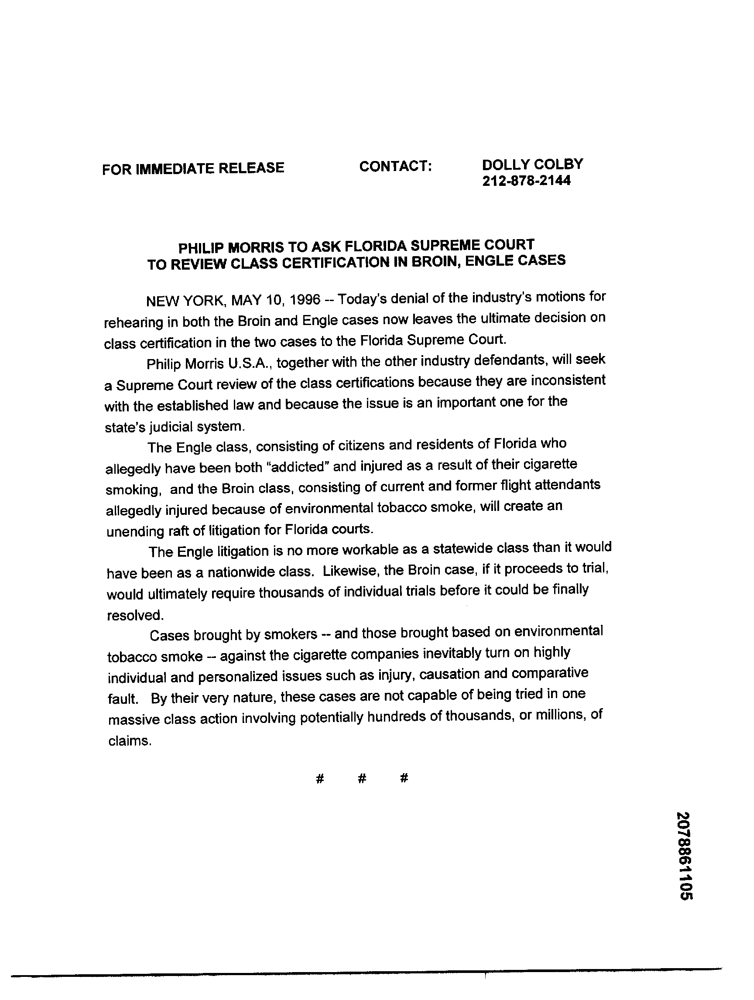 FOR IMMEDIATE RELEASE CONTACT: DOLLY COLBY
212-878-2144
PHILIP MORRIS TO ASK FLORIDA SUPREME COURT
TO REVIEW CLASS CERTIFICATION IN BROIN, ENGLE CASES
NEW YORK, MAY 10, 1996 -- Today's denial of the industry's motions for
rehearing in both the Broin and Engle cases now leaves the ultimate decision on
class certification in the two cases to the Florida Supreme Court.
Philip Morris U.S.A., together with the other industry defendants, will seek
a Supreme Court review of the class certifications because they are inconsistent
with the established law and because the issue is an important one for the
state's judicial system.
The Engle class, consisting of citizens and residents of Florida who
allegedly have been both "addicted" and injured as a result of their cigarette
smoking, and the Broin class, consisting of current and former flight attendants
allegedly injured because of environmental tobacco smoke, will create an
unending raft of litigation for Florida courts.
The Engle litigation is no more workable as a statewide class than it would
have been as a nationwide class. Likewise, the Broin case, if it proceeds to trial,
would ultimately require thousands of individual trials before it could be finally
resolved.
Cases brought by smokers -- and those brought based on environmental
tobacco smoke -- against the cigarette companies inevitably turn on highly
individual and personalized issues such as injury, causation and comparative
fault. By their very nature, these cases are not capable of being tried in one
massive class action involving potentially hundreds of thousands, or millions, of
claims.
# # #
2078861105